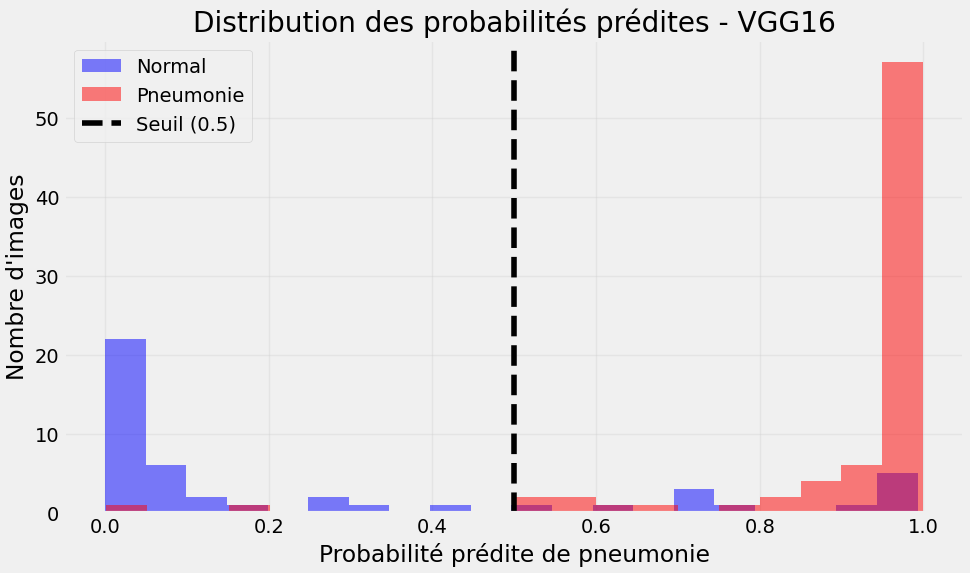 Distribution des probabilités prédites - VGG16
Normal
Pneumonie
Seuil (0.5)
Nombre d'images
50
40
30
20
10
0
0.0 0.2 0.4 0.6 0.8 1.0
Probabilité prédite de pneumonie